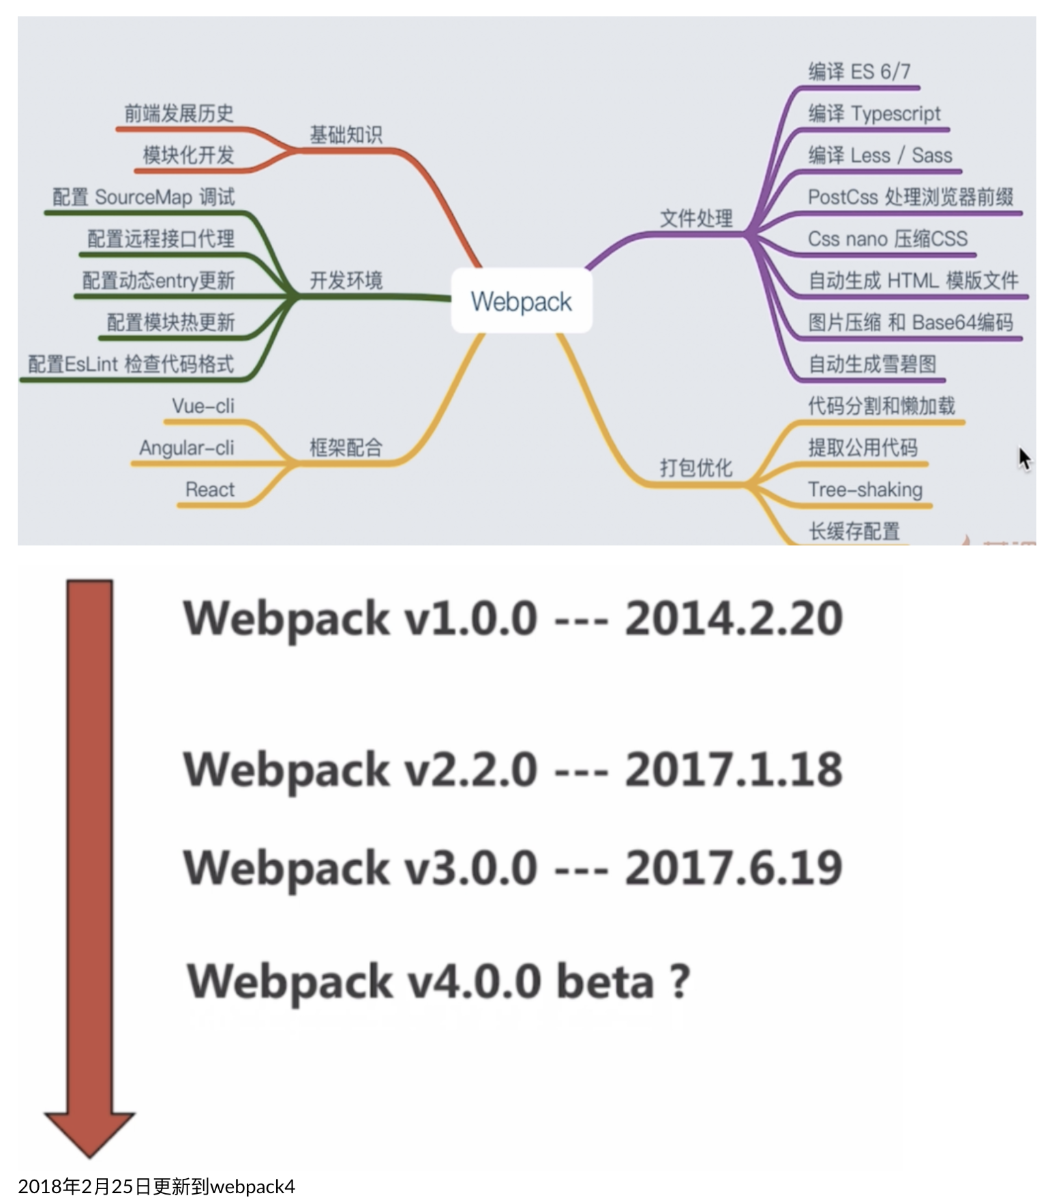 Webpack
基础知识
前端发展历史
模块化开发
开发环境
配置 SourceMap 调试
配置远程接口代理
配置动态entry更新
配置模块热更新
配置EsLint 检查代码格式
框架配合
Vue-cli
Angular-cli
React
文件处理
编译 ES 6/7
编译 Typescript
编译 Less / Sass
PostCss 处理浏览器前缀
Css nano 压缩CSS
自动生成 HTML 模版文件
图片压缩 和 Base64编码
自动生成雪碧图
打包优化
代码分割和懒加载
提取公用代码
Tree-shaking
长缓存配置
Webpack v1.0.0 --- 2014.2.20
Webpack v2.2.0 --- 2017.1.18
Webpack v3.0.0 --- 2017.6.19
Webpack v4.0.0 beta ?
2018年2月25日更新到webpack4